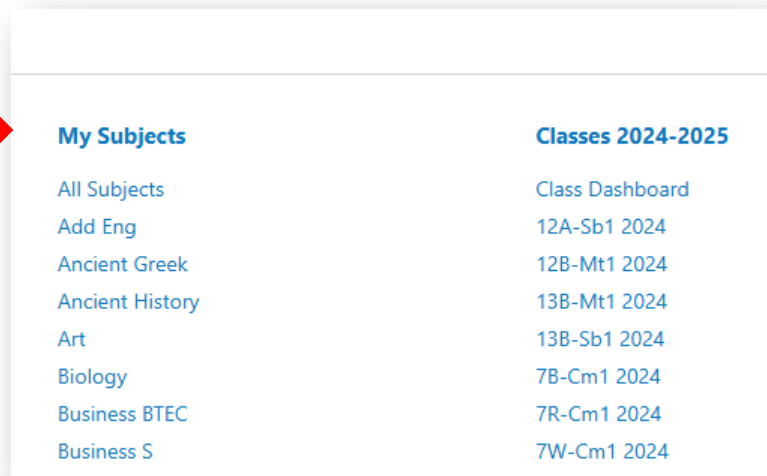 My Subjects
All Subjects
Add Eng
Ancient Greek
Ancient History
Art
Biology
Business BTEC
Business S
Classes 2024-2025
Class Dashboard
12A-Sb1 2024
12B-Mt1 2024
13B-Mt1 2024
13B-Sb1 2024
7B-Cm1 2024
7R-Cm1 2024
7W-Cm1 2024